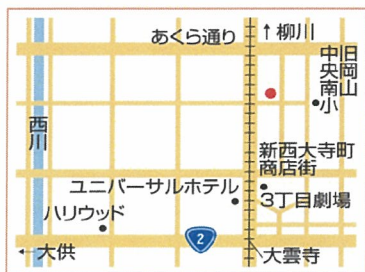 あくら通り
↑柳川
旧岡山
中央南小
西川
新西大寺町
商店街
ユニバーサルホテル
3丁目劇場
ハリウッド
2
←大供
大雲寺